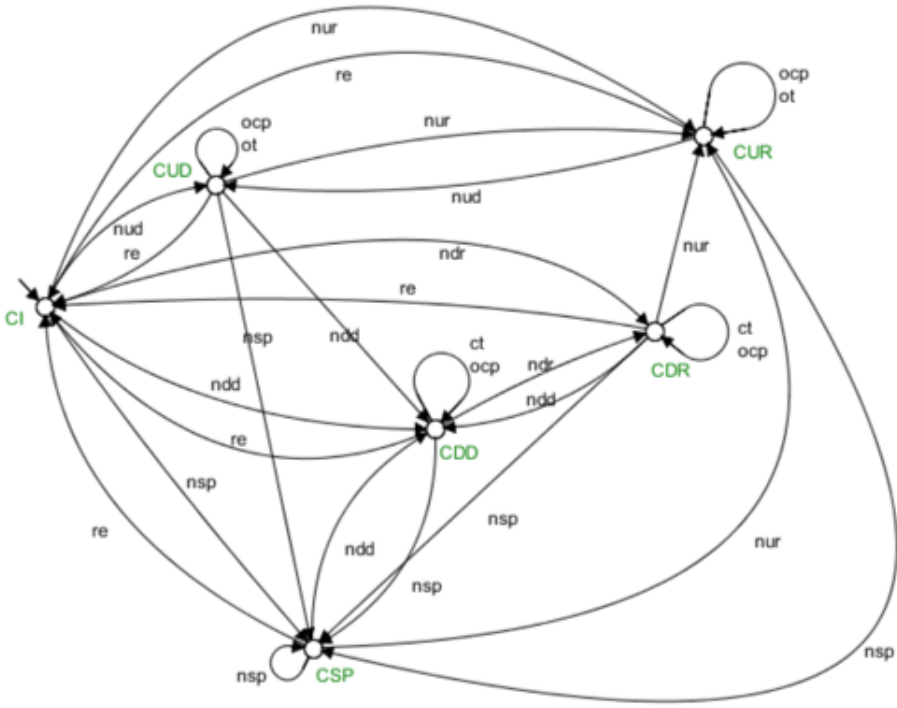 nur
re
ocp
ot
CUR
nur
ocp
ot
CUD
nud
nud
re
ndr
nur
re
CI
nsp
ndd
ct
ocp
CDR
ct
ocp
ndr
ndd
ndd
CDD
re
nsp
nsp
re
ndd
nur
nsp
nsp
nsp
CSP